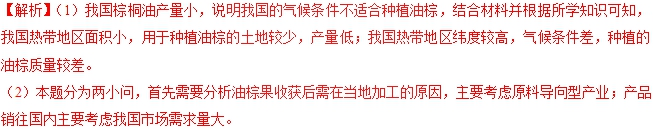 【解析】（1）我国棕桐油产量小，说明我国的气候条件不适合种植油棕，结合材料并根据所学知识可知，
我国热带地区面积小，用于种植油棕的土地较少，产量低；我国热带地区纬度较高，气候条件差，种植的
油棕质量较差。
（2）本题分为两小问，首先需要分析油棕果收获后需在当地加工的原因，主要考虑原料导向型产业；产品
销往国内主要考虑我国市场需求量大。